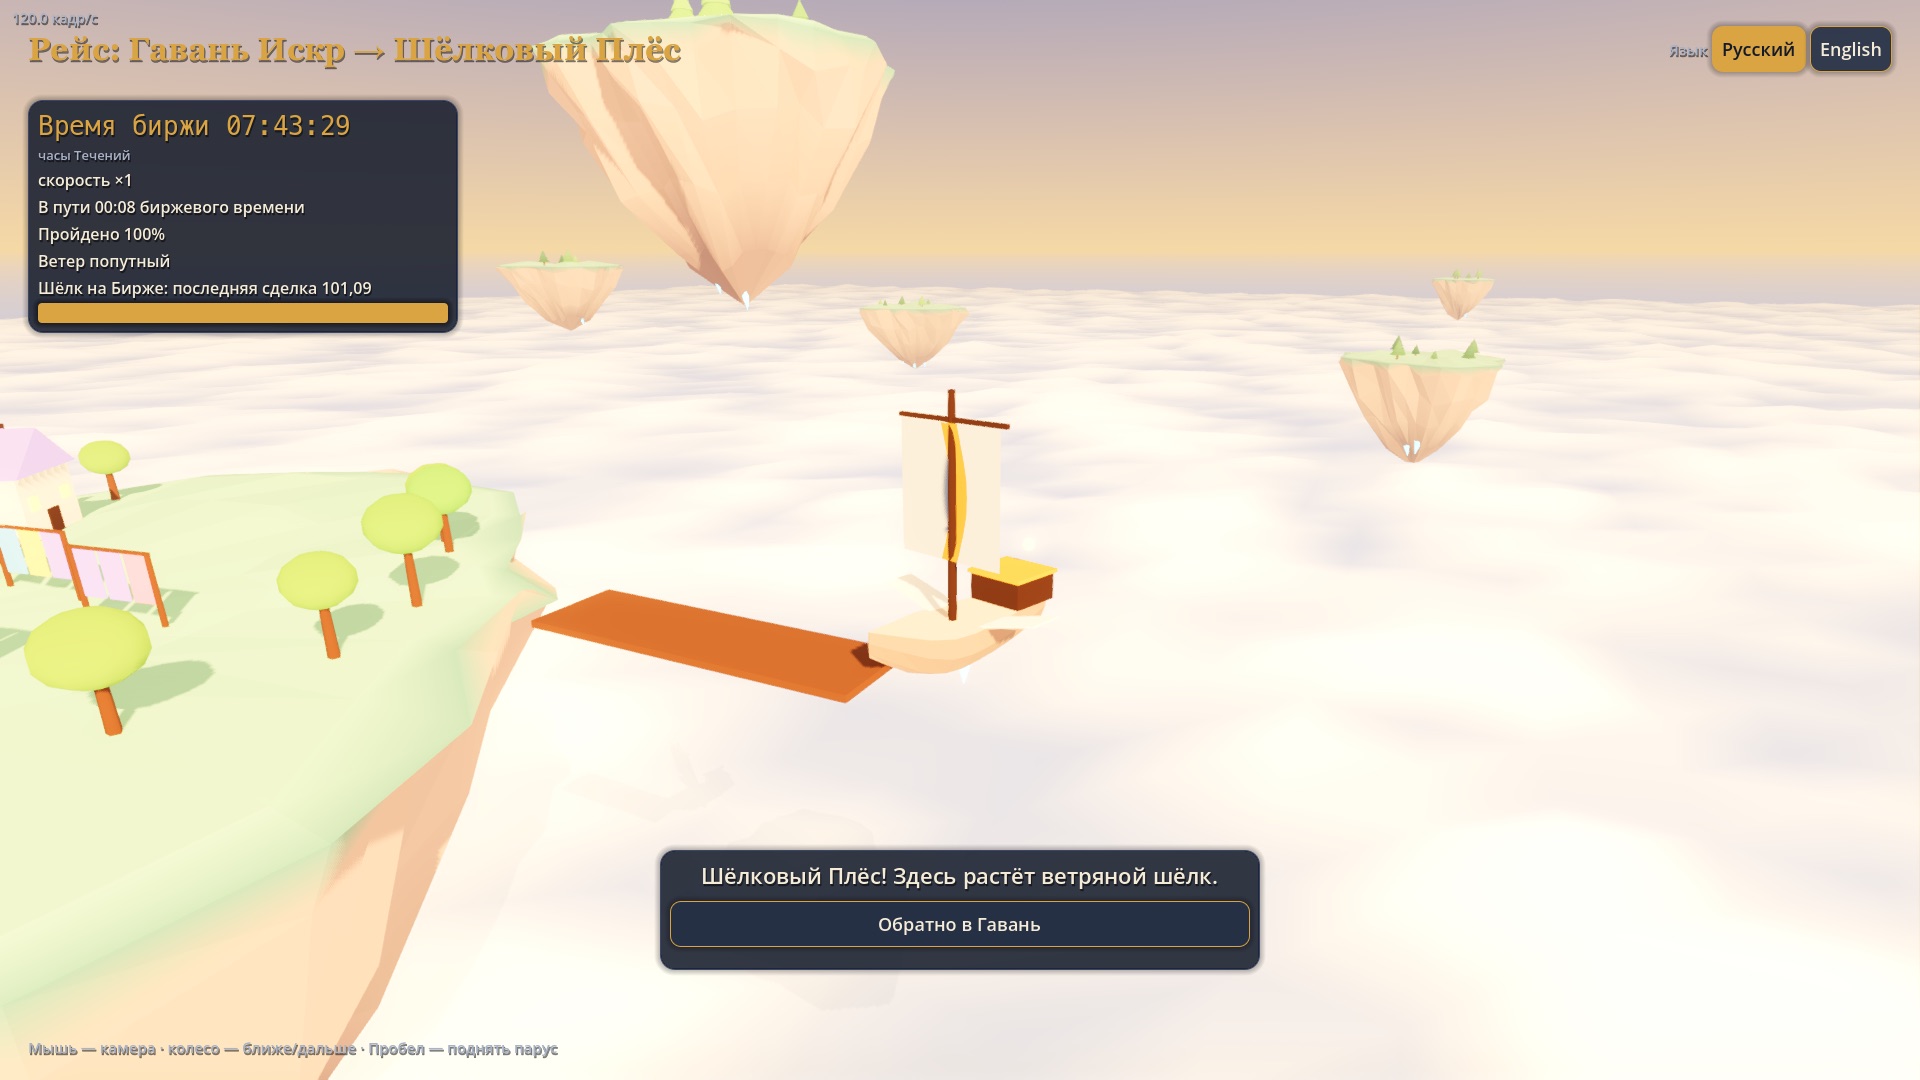 120.0 кадр/с
Рейс: Гавань Искр → Шёлковый Плёс
Язык Русский English
Время биржи 07:43:29
часы Течений
скорость ×1
В пути 00:08 биржевого времени
Пройдено 100%
Ветер попутный
Шёлк на Бирже: последняя сделка 101,09
Шёлковый Плёс! Здесь растёт ветряной шёлк.
Обратно в Гавань
Мышь — камера · колесо — ближе/дальше · Пробел — поднять парус